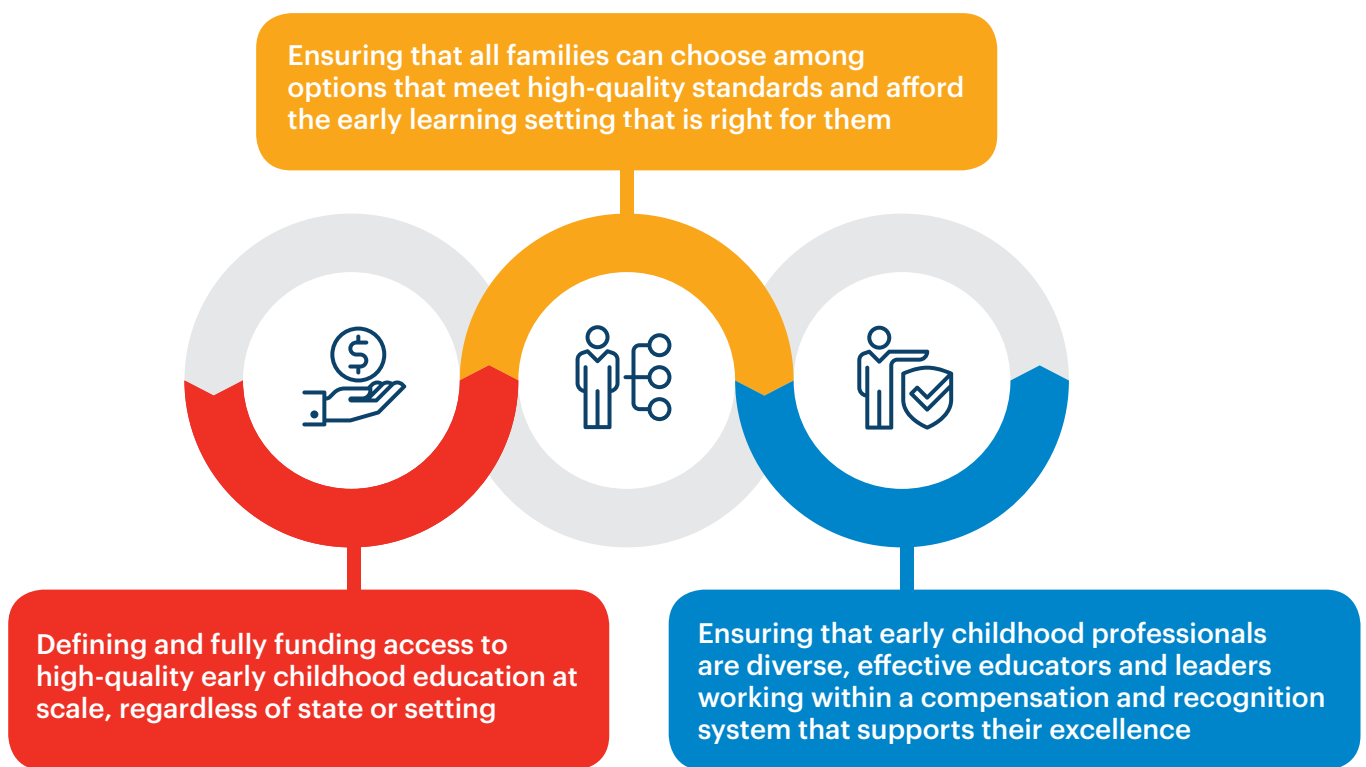 Ensuring that all families can choose among
options that meet high-quality standards and afford
the early learning setting that is right for them
$
Defining and fully funding access to
high-quality early childhood education at
scale, regardless of state or setting
Ensuring that early childhood professionals
are diverse, effective educators and leaders
working within a compensation and recognition
system that supports their excellence